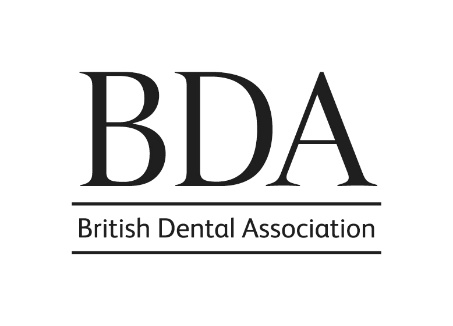 BDA
British Dental Association